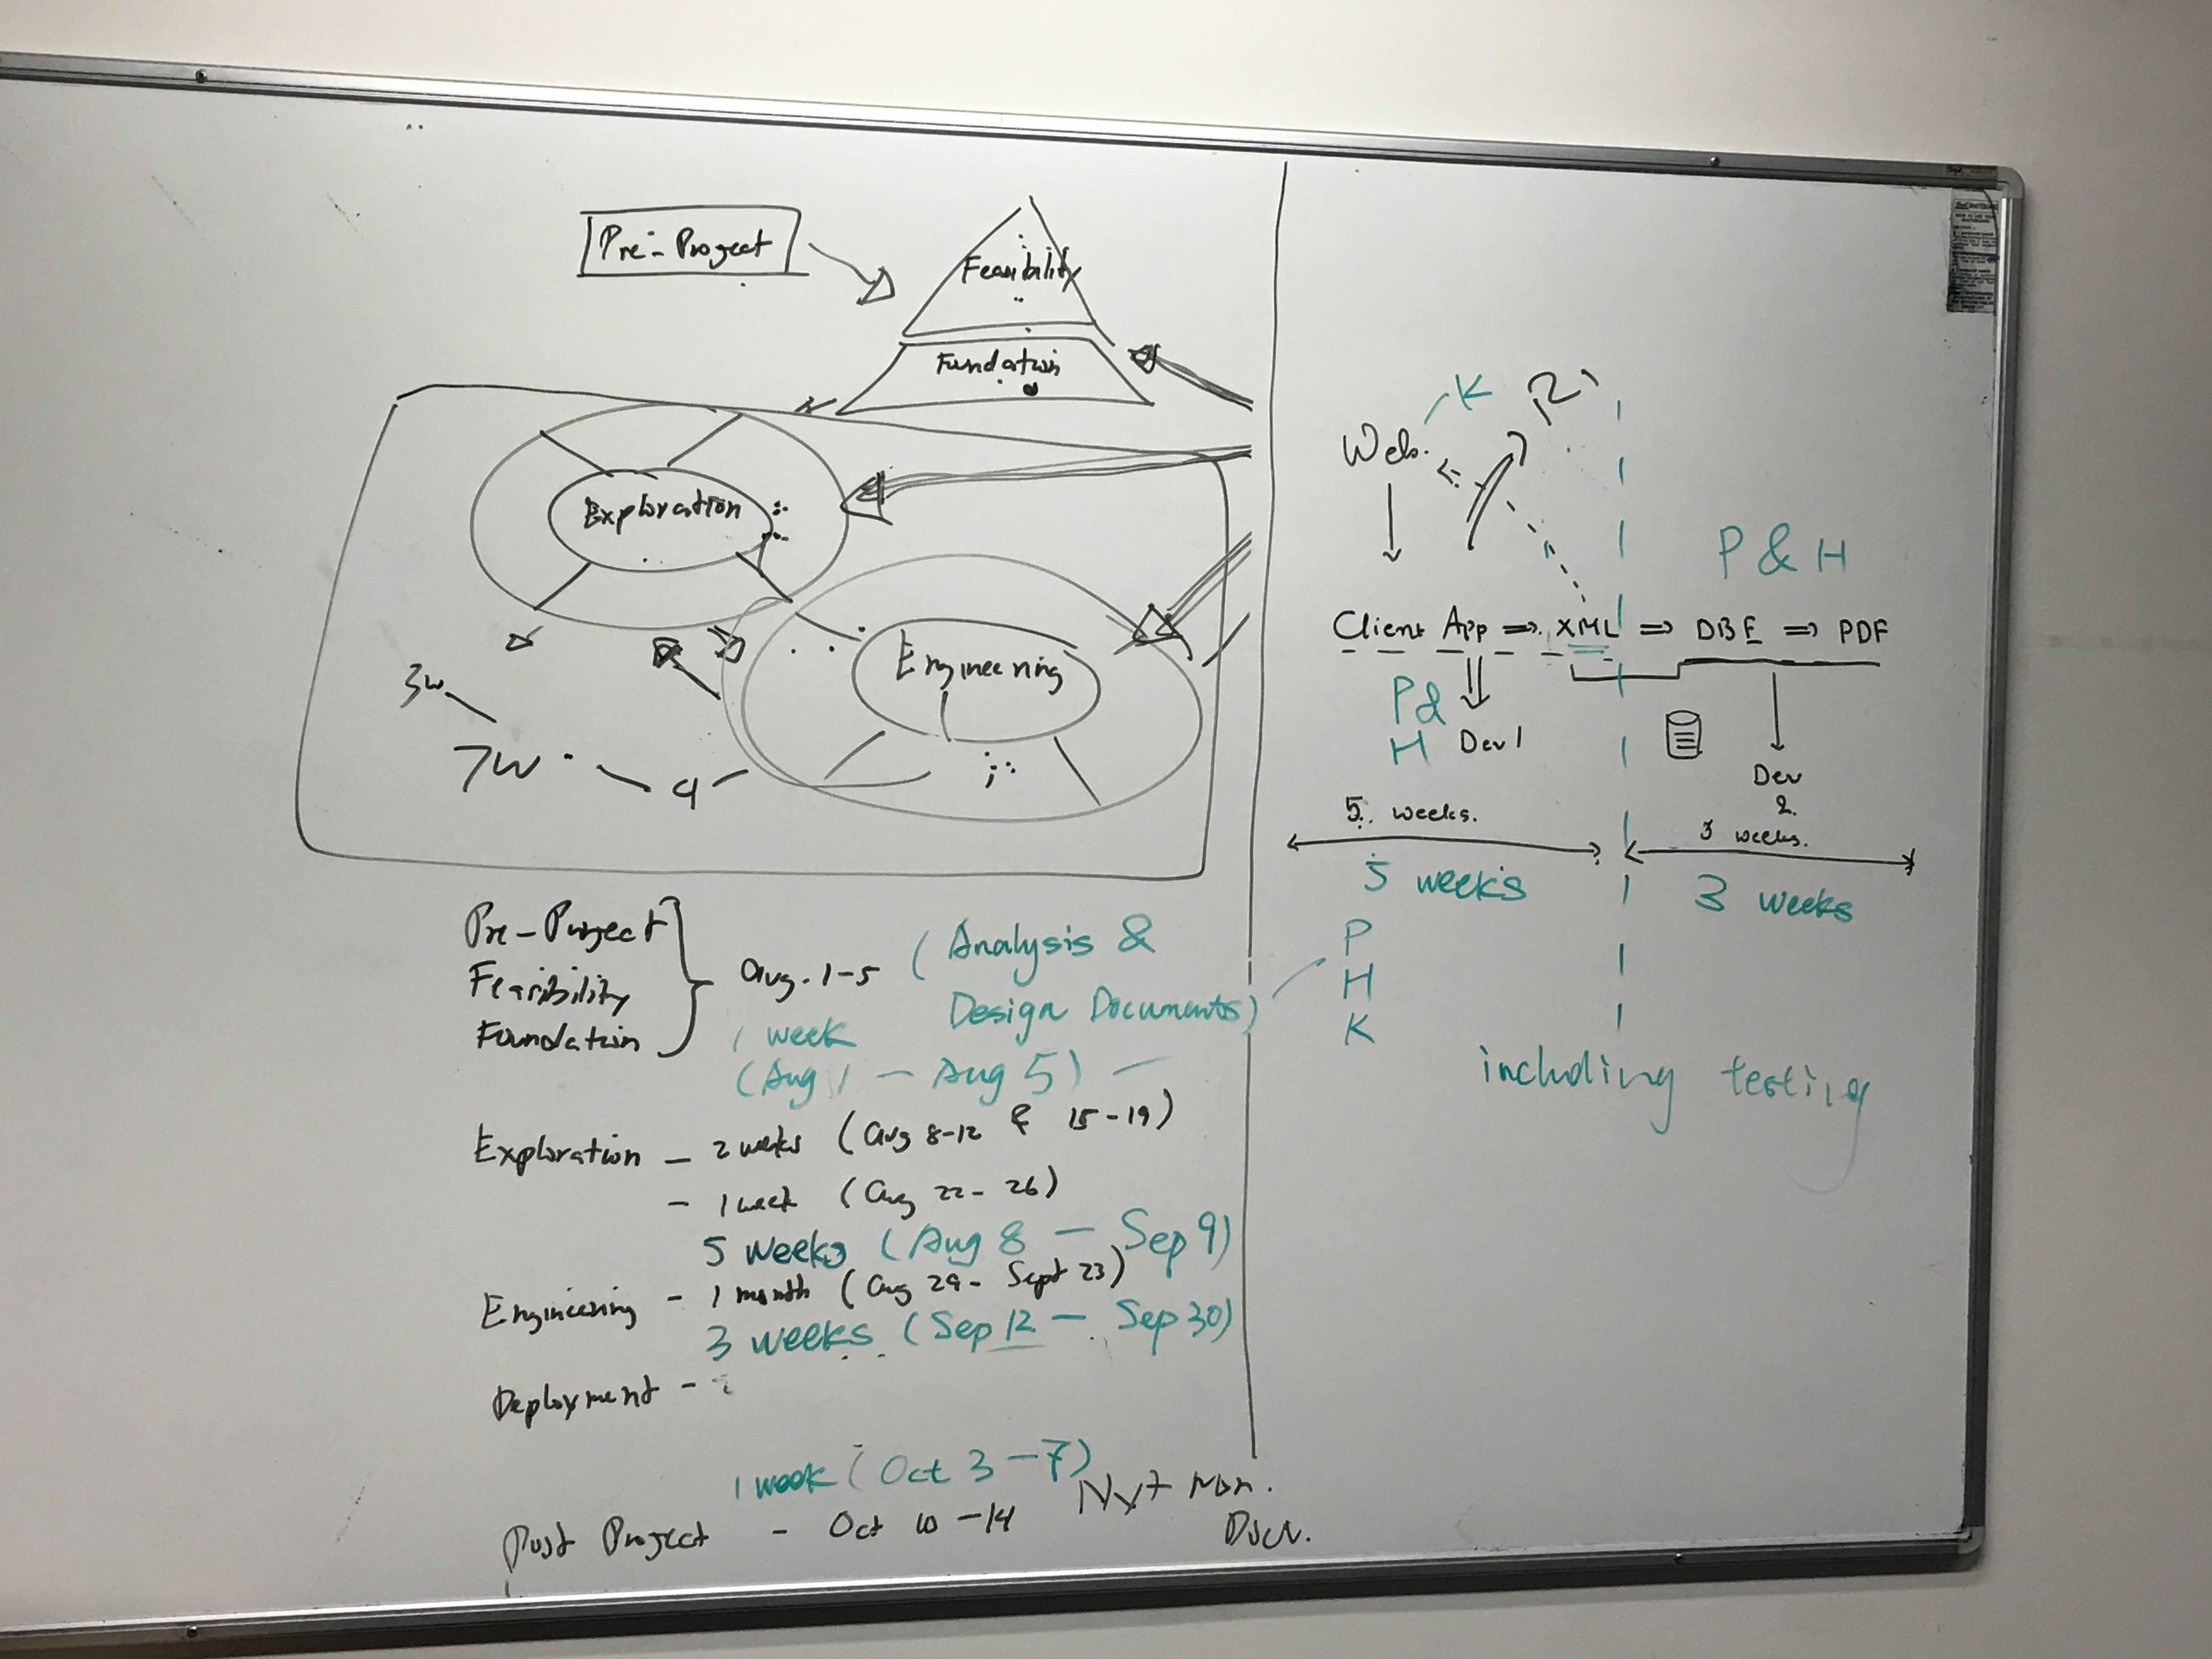 Pre-Project
Feasibility
Fundation
Exploration
Engineering
3w
7W
Pre-Project
Feasibility
Foundation
Aug. 1-5 (Analysis &
Design Documents)
1 week
(Aug 1 - Aug 5) -
Exploration - 2 weeks (Aug 8-12 & 15-19)
- 1 week (Aug 22-26)
5 weeks (Aug 8 - Sep 9)
Engineering - 1 month (Aug 29 - Sept 23)
3 weeks (Sep 12 - Sep 30)
Deployment -
1 week (Oct 3 - 7)
Post Project - Oct 10-14
Nxt Mon.
K
Web.
P & H
Client App => XML => DBE => PDF
P &
H
Dev 1
Dev
2.
5. weeks.
3 weeks.
5 weeks
3 weeks
P
H
K
including testing